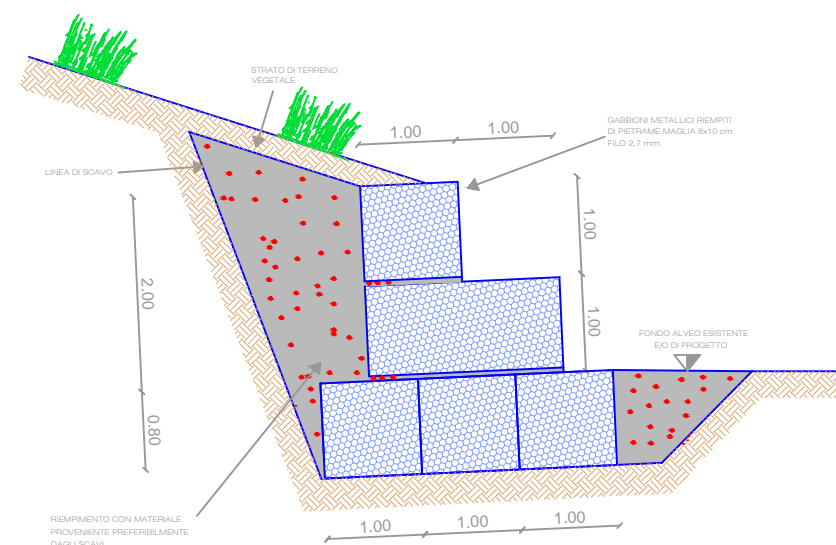 STRATO DI TERRENO
VEGETALE
GABBIONI METALLICI RIEMPITI
DI PIETRAME MAGLIA 8x10 cm.
FILO 2,7 mm.
1.00
1.00
LINEA DI SCAVO
1.00
2.00
1.00
FONDO ALVEO ESISTENTE
E/O DI PROGETTO
0.80
RIEMPIMENTO CON MATERIALE
PROVENIENTE PREFERIBILMENTE
DAGLI SCAVI
1.00
1.00
1.00